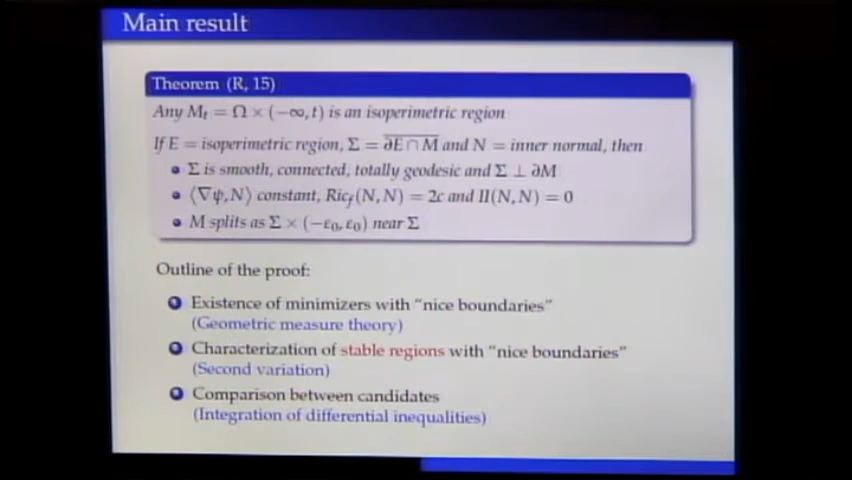 Main result
Theorem (R, 15)
Any Mₜ = Ω × (−∞, t) is an isoperimetric region
If E = isoperimetric region, Σ = \overline{∂E ∩ M} and N = inner normal, then
Σ is smooth, connected, totally geodesic and Σ ⊥ ∂M
⟨∇ψ, N⟩ constant, Ric_f(N, N) = 2c and II(N, N) = 0
M splits as Σ × (−ε₀, ε₀) near Σ
Outline of the proof:
Existence of minimizers with “nice boundaries”
(Geometric measure theory)
Characterization of stable regions with “nice boundaries”
(Second variation)
Comparison between candidates
(Integration of differential inequalities)